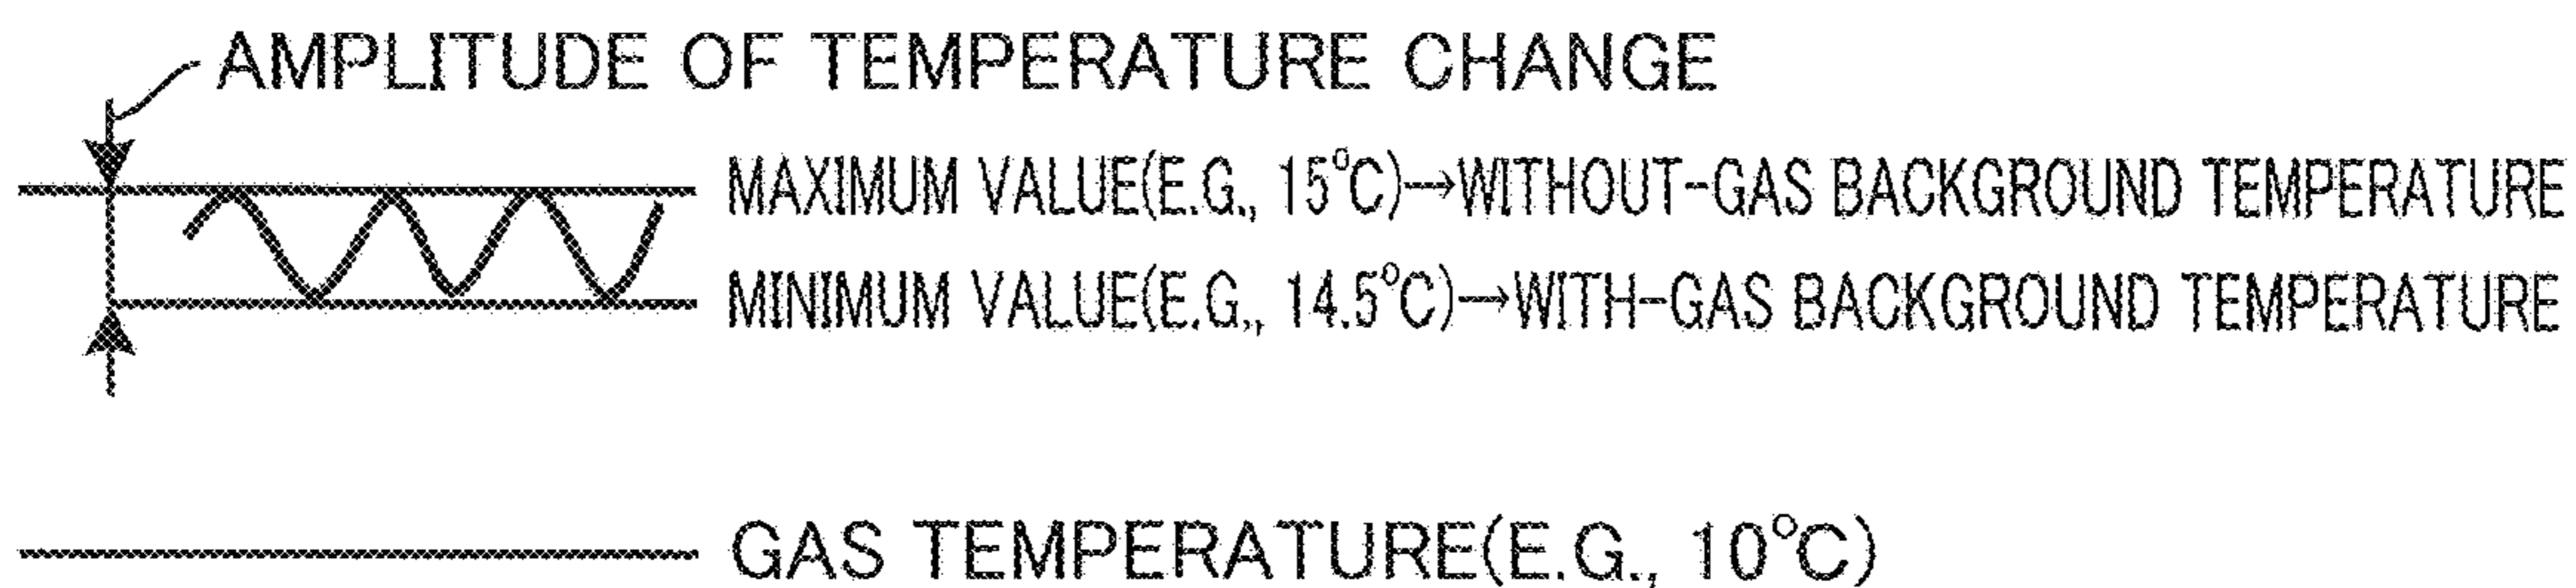 AMPLITUDE OF TEMPERATURE CHANGE
MAXIMUM VALUE(E.G., 15°C)→WITHOUT-GAS BACKGROUND TEMPERATURE
MINIMUM VALUE(E.G., 14.5°C)→WITH-GAS BACKGROUND TEMPERATURE
GAS TEMPERATURE(E.G., 10°C)